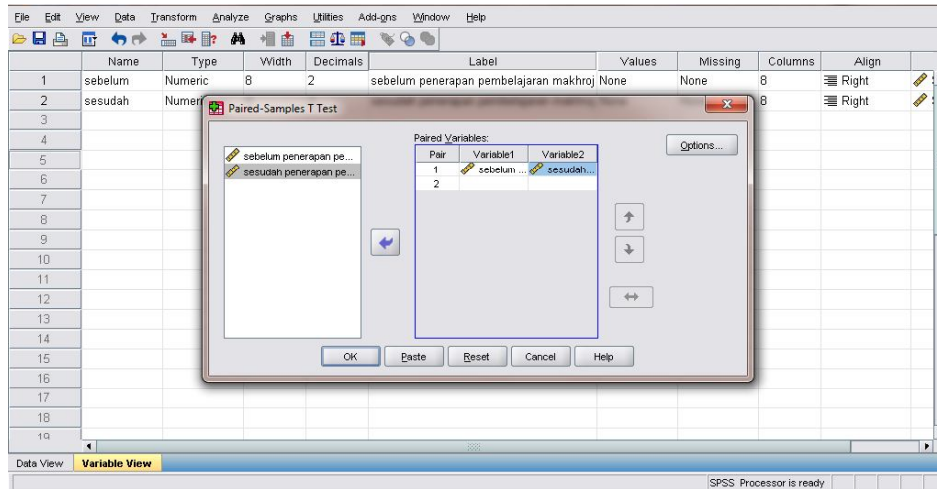 File Edit View Data Transform Analyze Graphs Utilities Add-ons Window Help
Name Type Width Decimals Label Values Missing Columns Align
1 sebelum Numeric 8 2 sebelum penerapan pembelajaran makhroj None None 8 Right
2 sesudah Numer 8 Right
3
4
5
6
7
8
9
10
11
12
13
14
15
16
17
18
19
Paired-Samples T Test
sebelum penerapan pe...
sesudah penerapan pe...
Paired Variables:
Pair Variable1 Variable2
1 sebelum ... sesudah...
2
Options...
OK Paste Reset Cancel Help
Data View Variable View
SPSS Processor is ready